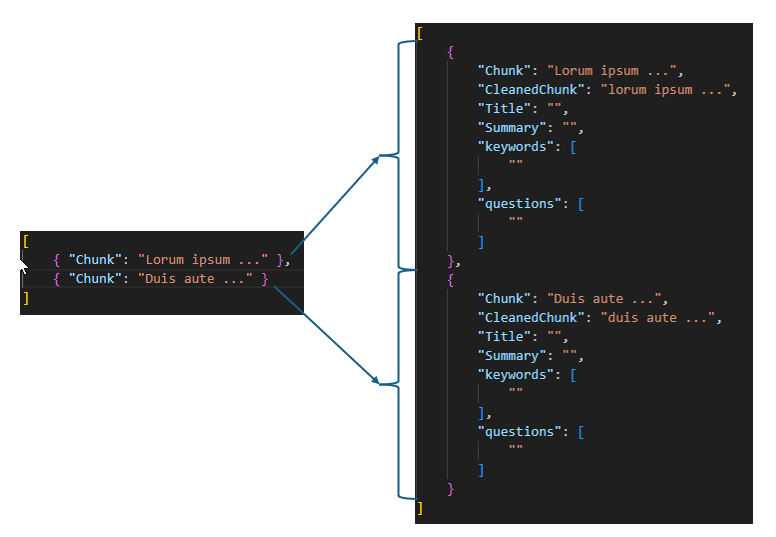 [
{ "Chunk": "Lorum ipsum ..." },
{ "Chunk": "Duis aute ..." }
]
[
{
"Chunk": "Lorum ipsum ...",
"CleanedChunk": "lorum ipsum ...",
"Title": "",
"Summary": "",
"keywords": [
""
],
"questions": [
""
]
},
{
"Chunk": "Duis aute ...",
"CleanedChunk": "duis aute ...",
"Title": "",
"Summary": "",
"keywords": [
""
],
"questions": [
""
]
}
]